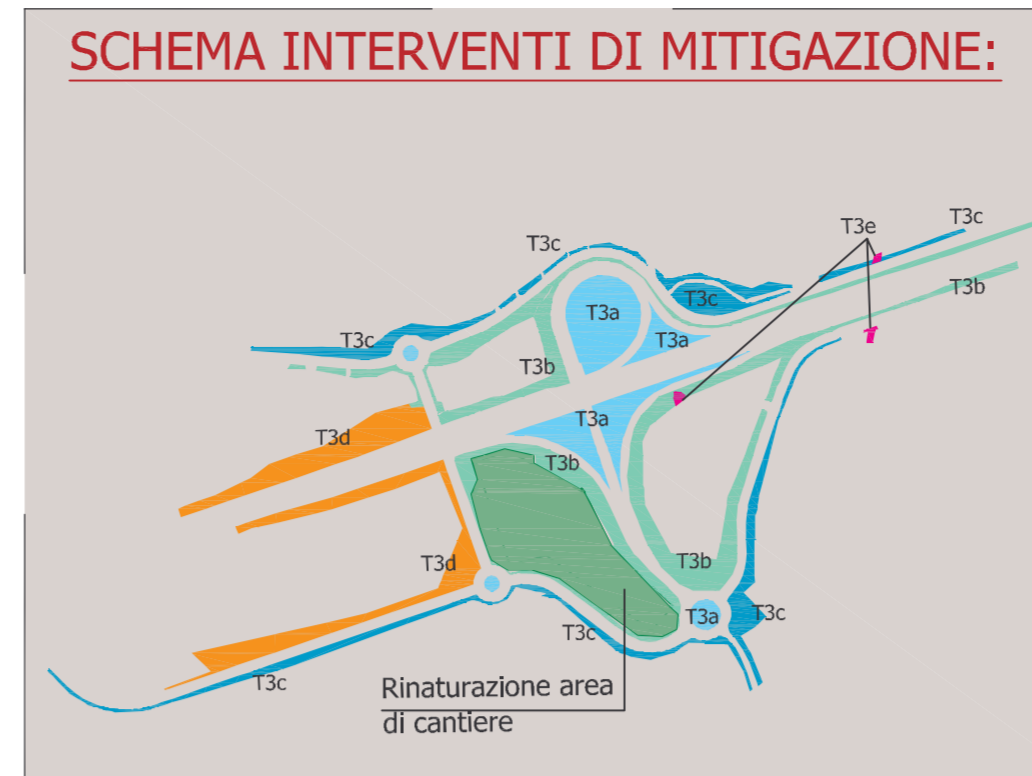 SCHEMA INTERVENTI DI MITIGAZIONE:
T3c
T3e
T3c
T3b
T3c
T3a
T3a
T3c
T3b
T3a
T3d
T3b
T3d
T3b
T3a
T3c
T3c
T3c
Rinaturazione area
di cantiere